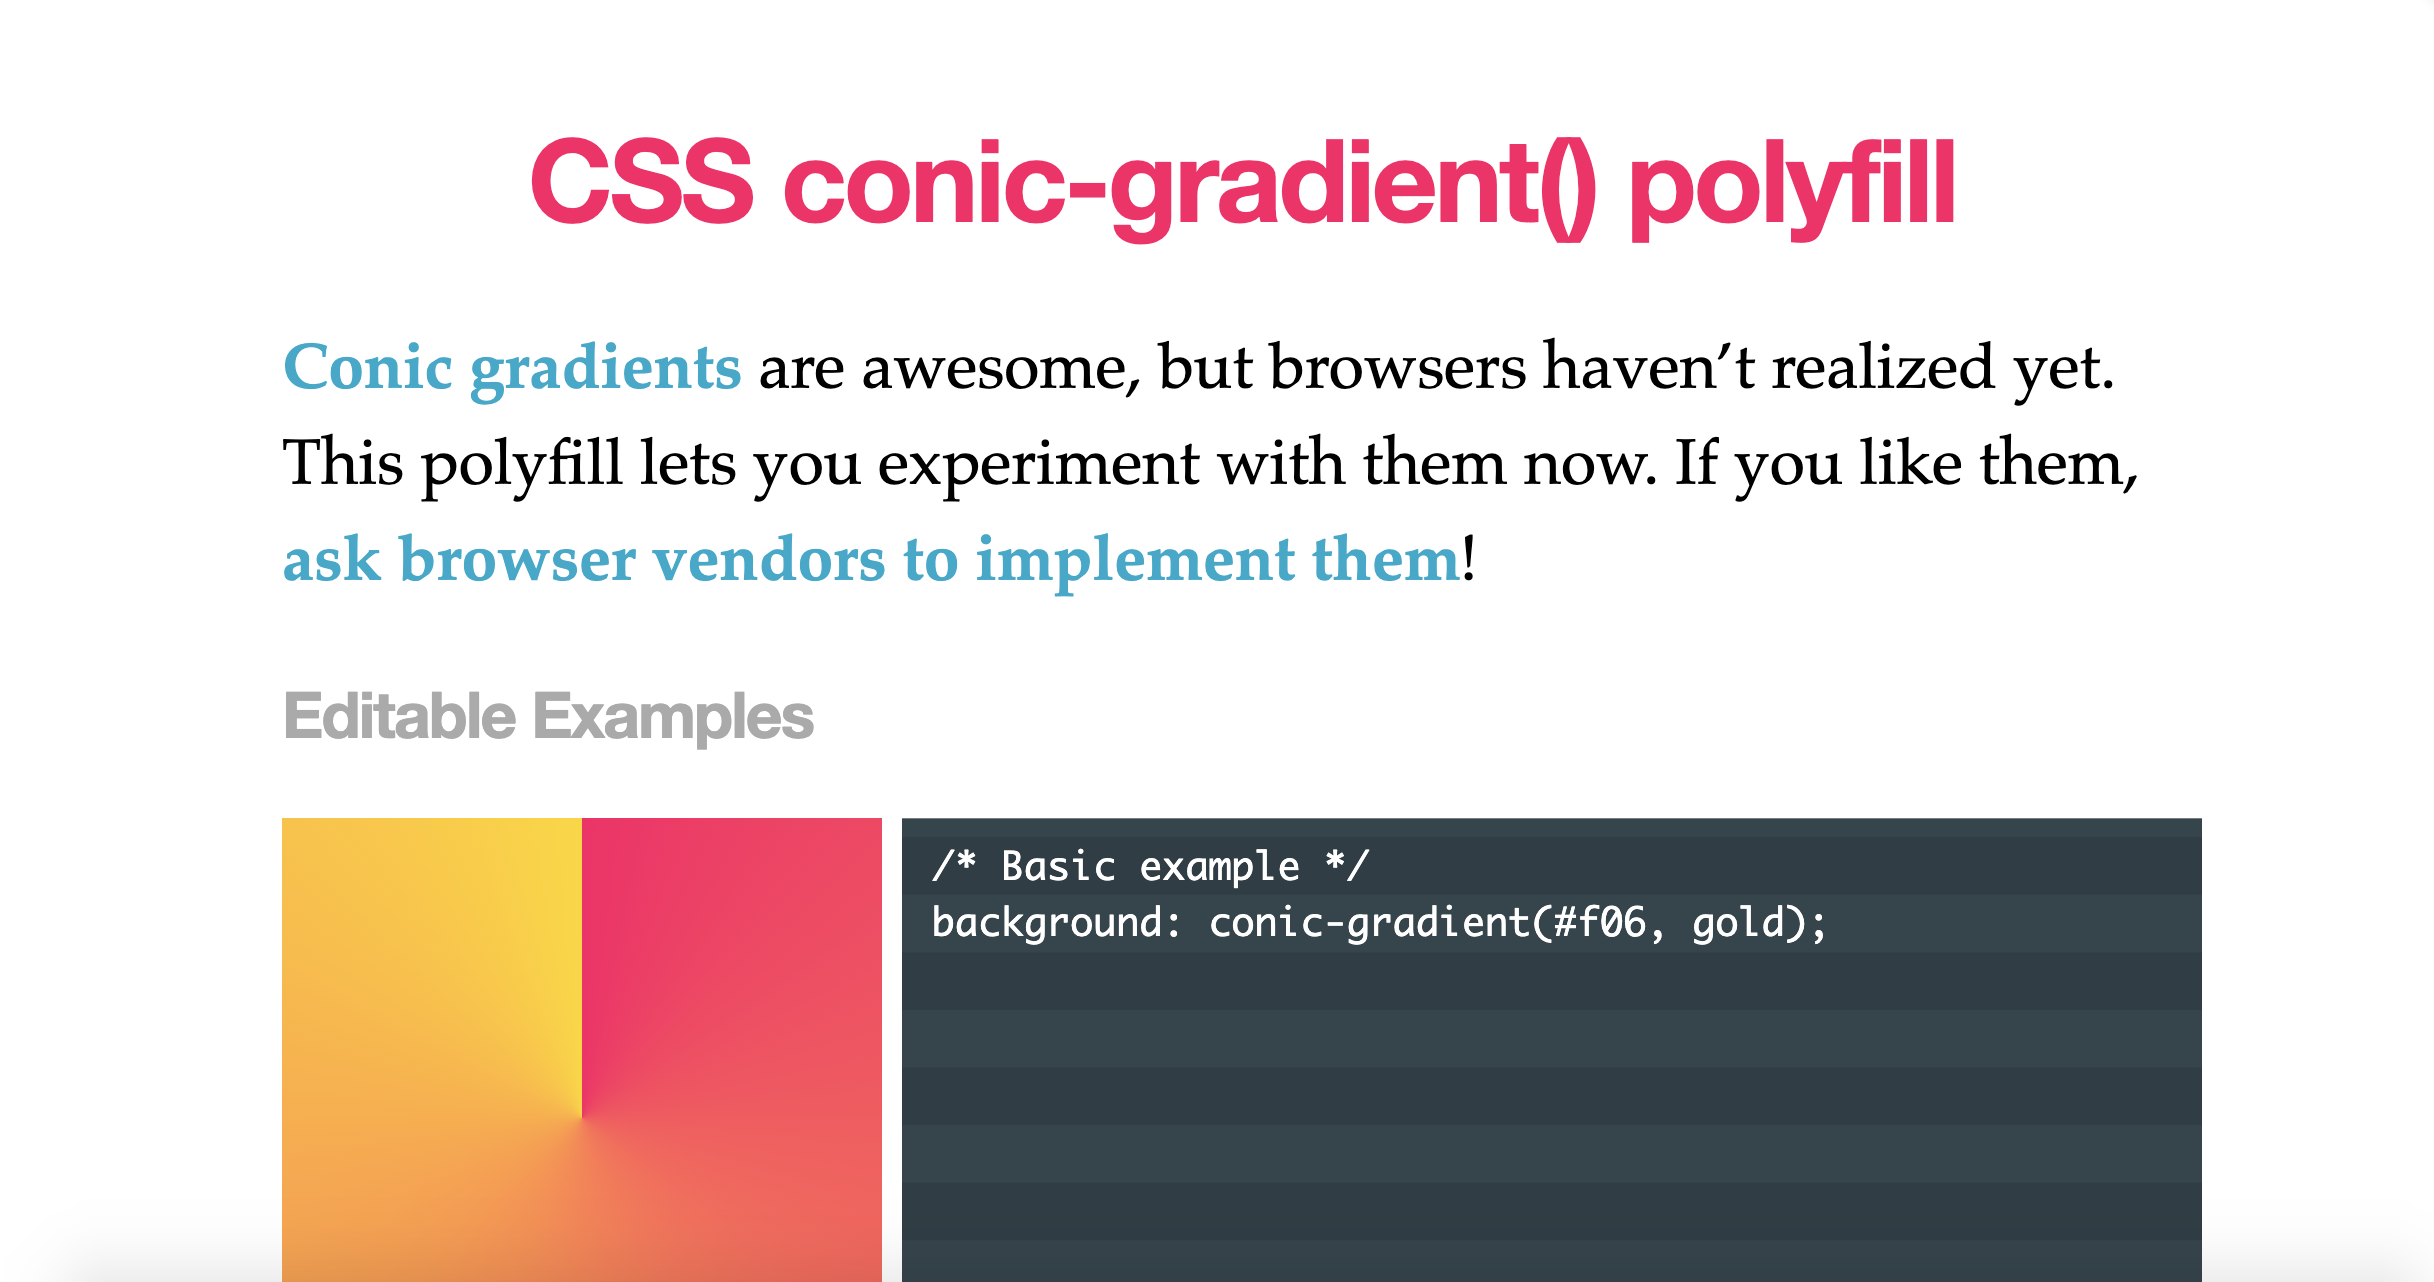 CSS conic-gradient() polyfill
Conic gradients are awesome, but browsers haven’t realized yet.
This polyfill lets you experiment with them now. If you like them,
ask browser vendors to implement them!
Editable Examples
/* Basic example */
background: conic-gradient(#f06, gold);